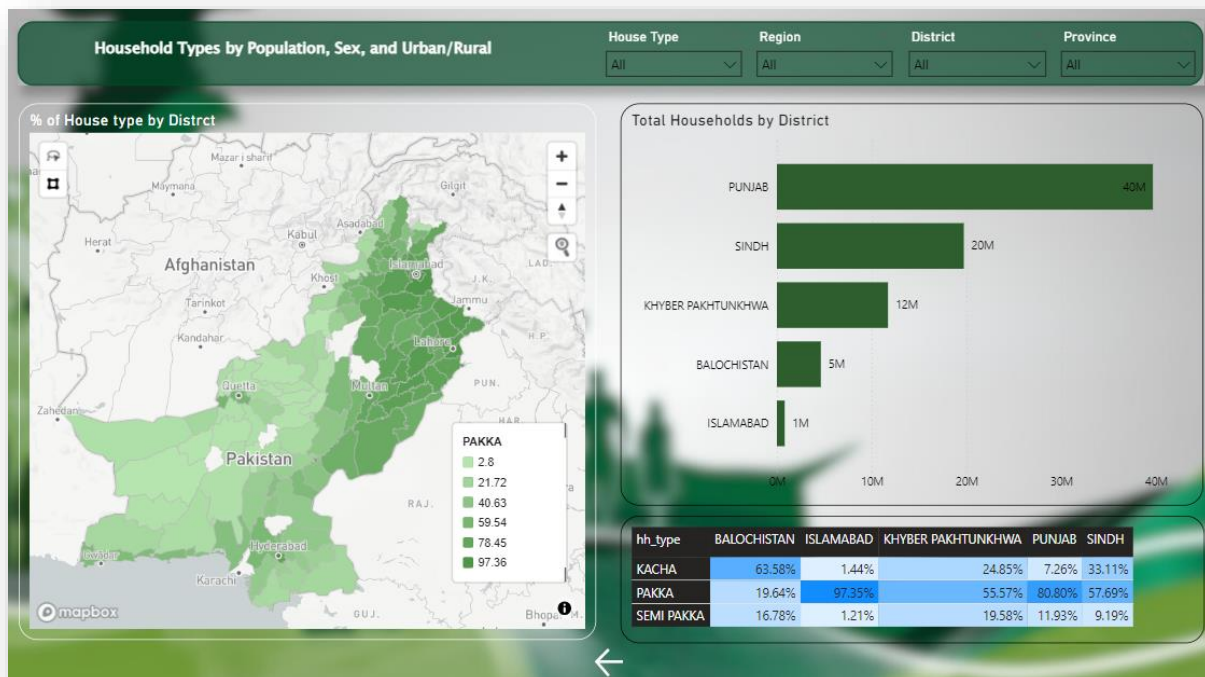 Household Types by Population, Sex, and Urban/Rural
House Type
Region
District
Province
All
All
All
All
% of House type by Distrct
Mazar i sharif
Maymana
Gilgit
Asadabad
Kabul
Herat
Afghanistan
Islamabad
LAD.
Khost
J.K.
Tarinkot
Jammu
H.P.
Kandahar
Lahore
Quetta
Multan
PUN.
Zahedan
HAR.
Pakistan
RAJ.
Gwadar
Hyderabad
Karachi
GUJ.
M.
mapbox
PAKKA
2.8
21.72
40.63
59.54
78.45
97.36
Total Households by District
PUNJAB 40M
SINDH 20M
KHYBER PAKHTUNKHWA 12M
BALOCHISTAN 5M
ISLAMABAD 1M
0M 10M 20M 30M 40M
hh_type BALOCHISTAN ISLAMABAD KHYBER PAKHTUNKHWA PUNJAB SINDH
KACHA 63.58% 1.44% 24.85% 7.26% 33.11%
PAKKA 19.64% 97.35% 55.57% 80.80% 57.69%
SEMI PAKKA 16.78% 1.21% 19.58% 11.93% 9.19%